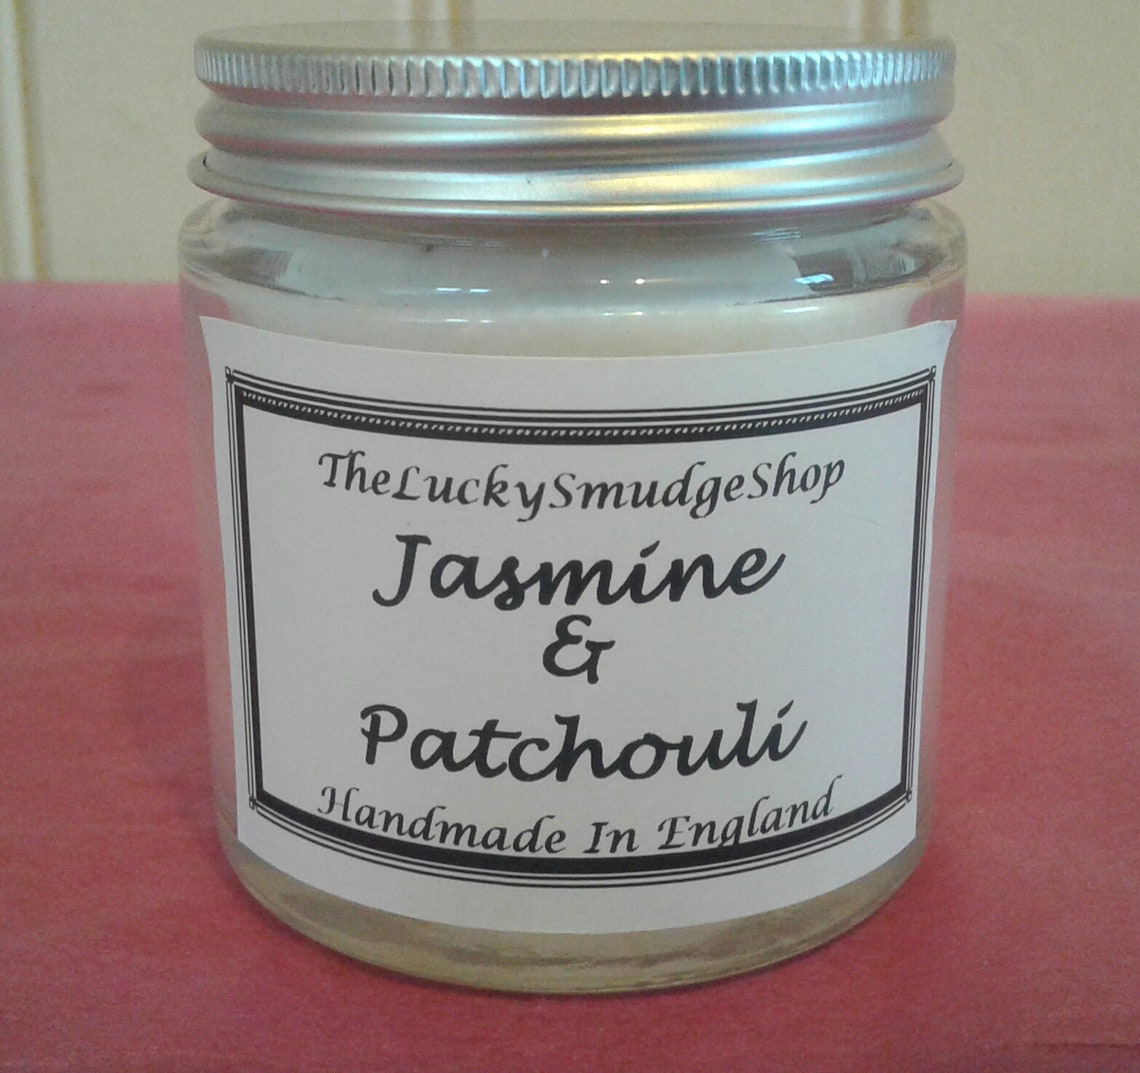 TheLuckySmudgeShop
Jasmine
&
Patchouli
Handmade In England